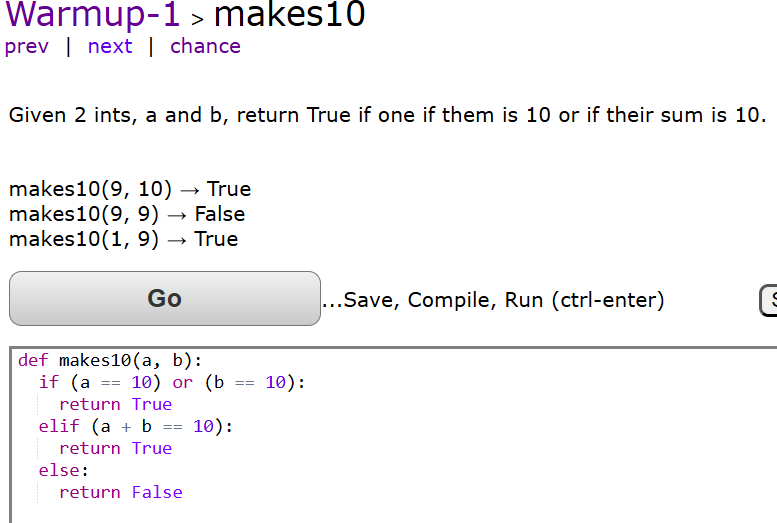 Warmup-1 > makes10
prev | next | chance
Given 2 ints, a and b, return True if one if them is 10 or if their sum is 10.
makes10(9, 10) → True
makes10(9, 9) → False
makes10(1, 9) → True
Go ...Save, Compile, Run (ctrl-enter)
def makes10(a, b):
  if (a == 10) or (b == 10):
    return True
  elif (a + b == 10):
    return True
  else:
    return False